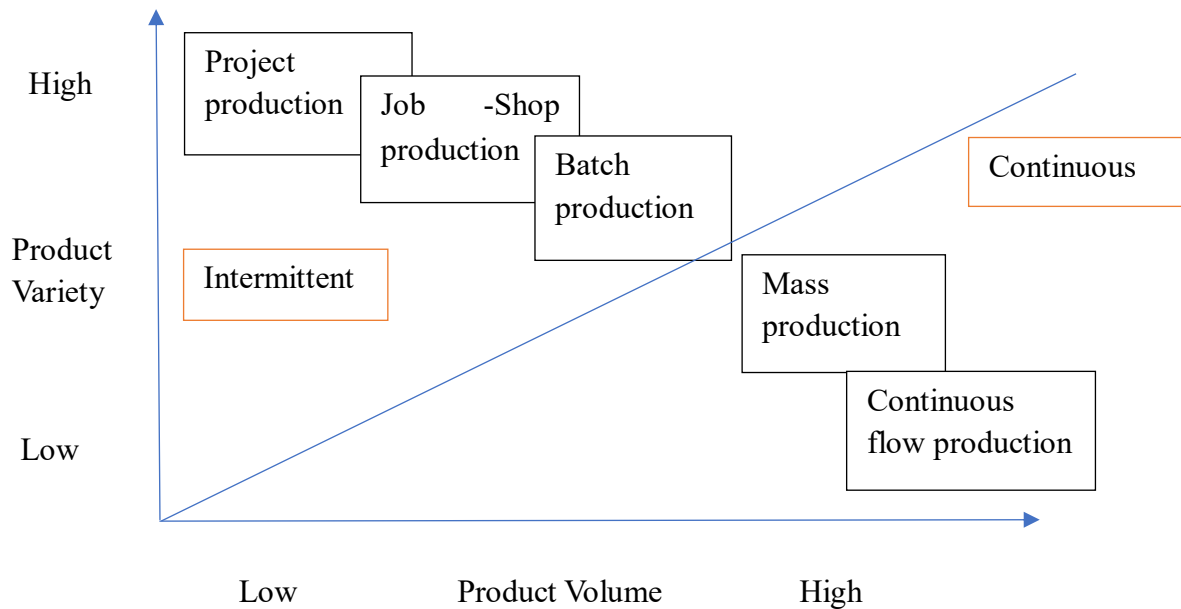 High
Project
production
Job -Shop
production
Batch
production
Continuous
Product
Variety
Intermittent
Mass
production
Continuous
flow production
Low
Low
Product Volume
High